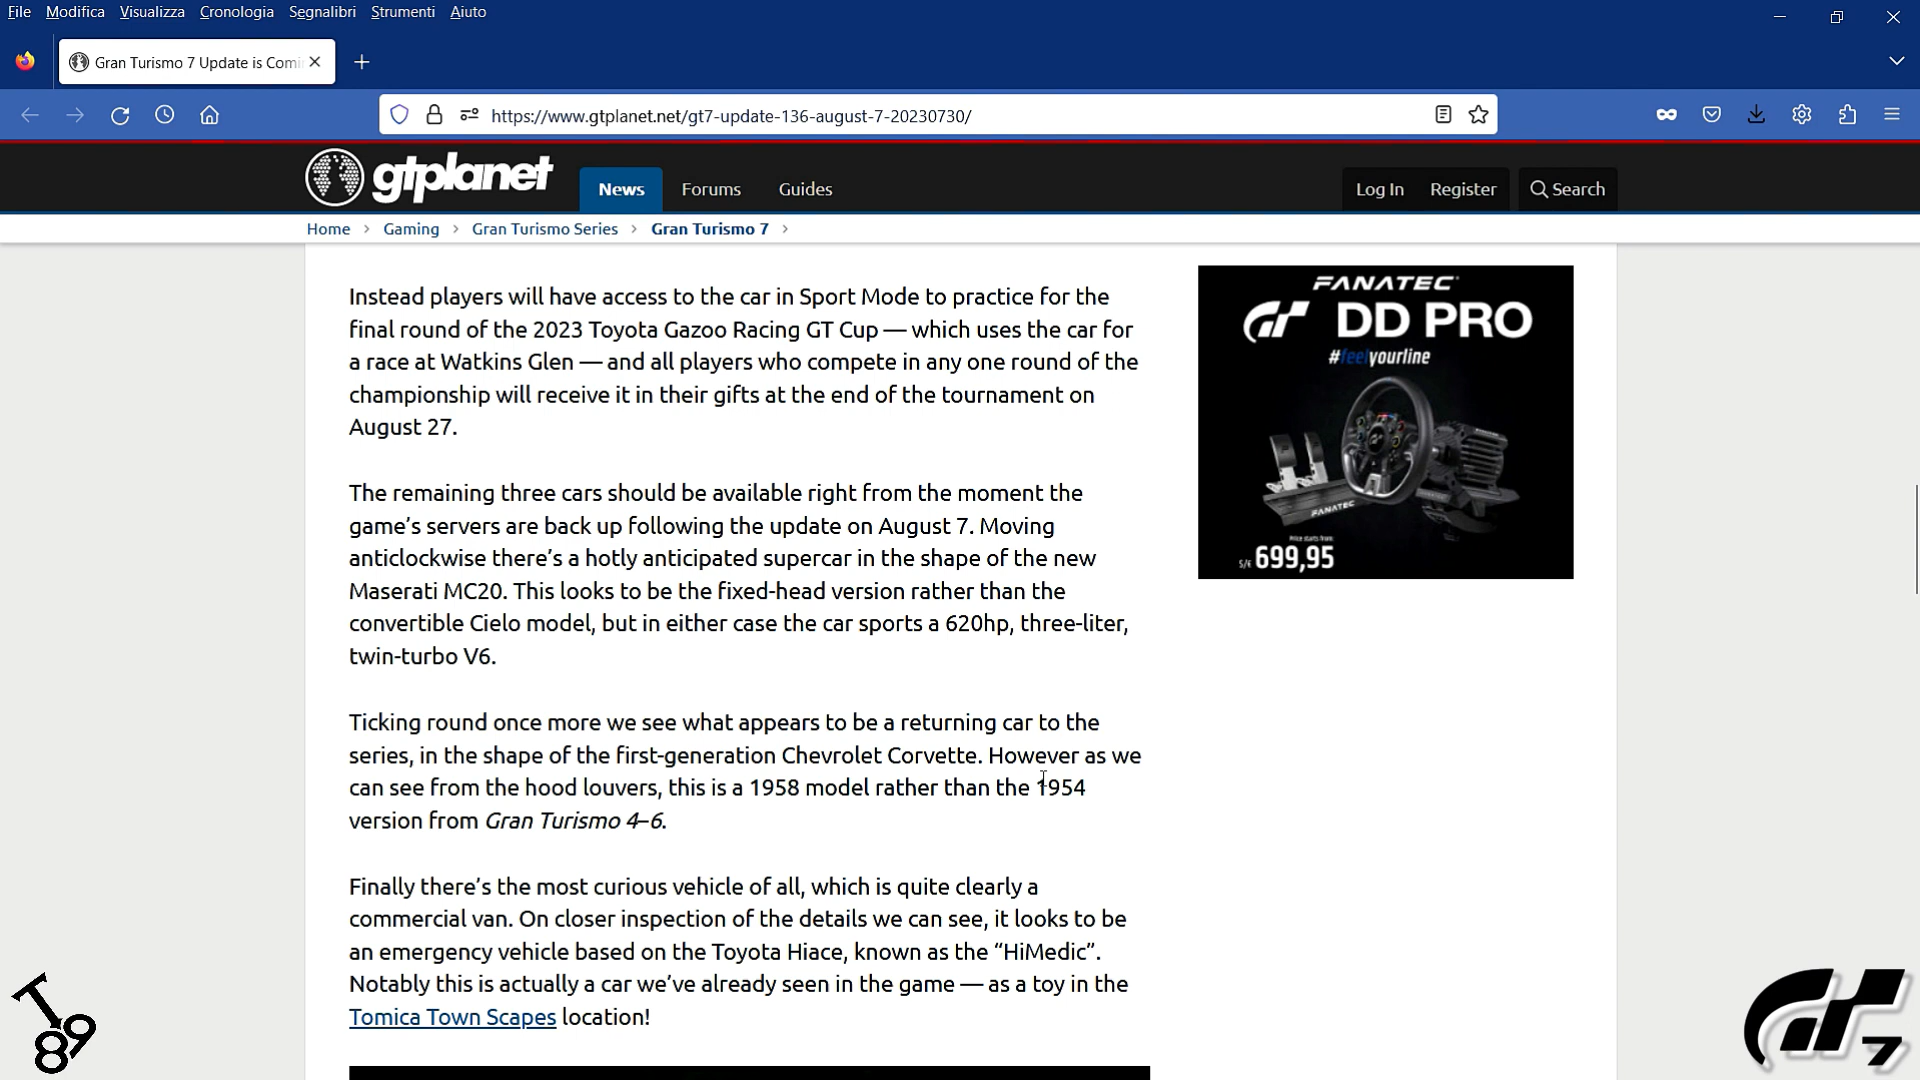 File Modifica Visualizza Cronologia Segnalibri Strumenti Aiuto
Gran Turismo 7 Update is Comi
https://www.gtplanet.net/gt7-update-136-august-7-20230730/
gtplanet News Forums Guides Log In Register Search
Home > Gaming > Gran Turismo Series > Gran Turismo 7 >
Instead players will have access to the car in Sport Mode to practice for the
final round of the 2023 Toyota Gazoo Racing GT Cup — which uses the car for
a race at Watkins Glen — and all players who compete in any one round of the
championship will receive it in their gifts at the end of the tournament on
August 27.
The remaining three cars should be available right from the moment the
game's servers are back up following the update on August 7. Moving
anticlockwise there's a hotly anticipated supercar in the shape of the new
Maserati MC20. This looks to be the fixed-head version rather than the
convertible Cielo model, but in either case the car sports a 620hp, three-liter,
twin-turbo V6.
Ticking round once more we see what appears to be a returning car to the
series, in the shape of the first-generation Chevrolet Corvette. However as we
can see from the hood louvers, this is a 1958 model rather than the 1954
version from Gran Turismo 4–6.
Finally there's the most curious vehicle of all, which is quite clearly a
commercial van. On closer inspection of the details we can see, it looks to be
an emergency vehicle based on the Toyota Hiace, known as the “HiMedic”.
Notably this is actually a car we've already seen in the game — as a toy in the
Tomica Town Scapes location!
FANATEC
GT DD PRO
#feelyourline
FANATEC
Price starts from:
$/€ 699,95
T
89
GT 7